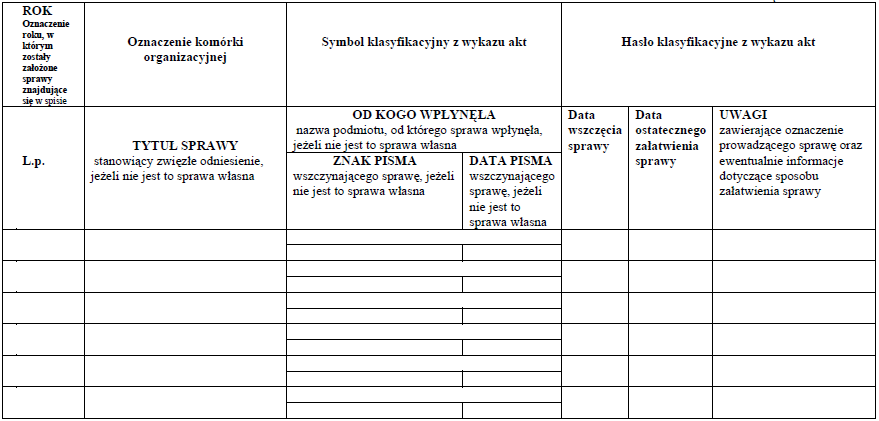 ROK
Oznaczenie
roku, w
którym
zostały
założone
sprawy
znajdujące
się w spisie
Oznaczenie komórki
organizacyjnej
Symbol klasyfikacyjny z wykazu akt
Hasło klasyfikacyjne z wykazu akt
L.p.
TYTUŁ SPRAWY
stanowiący zwięzłe odniesienie,
jeżeli nie jest to sprawa własna
OD KOGO WPŁYNĘŁA
nazwa podmiotu, od którego sprawa wpłynęła,
jeżeli nie jest to sprawa własna
ZNAK PISMA
wszczynającego sprawę, jeżeli
nie jest to sprawa własna
DATA PISMA
wszczynającego
sprawę, jeżeli
nie jest to
sprawa własna
Data
wszczęcia
sprawy
Data
ostatecznego
załatwienia
sprawy
UWAGI
zawierające oznaczenie
prowadzącego sprawę oraz
ewentualnie informacje
dotyczące sposobu
załatwienia sprawy